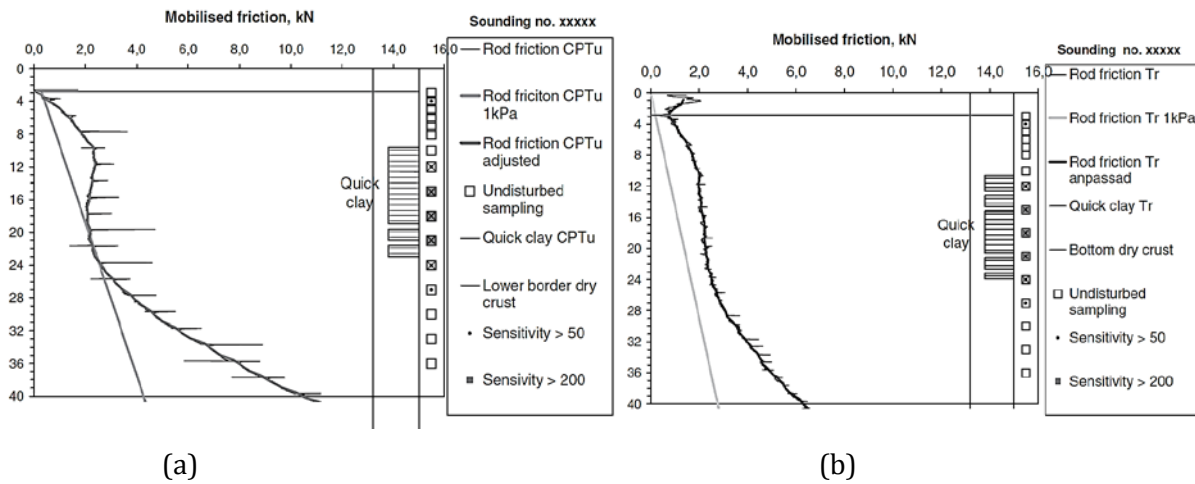 Mobilised friction, kN
0,0 2,0 4,0 6,0 8,0 10,0 12,0 14,0 16,0
0
4
8
12
16
20
24
28
32
36
40
Quick
clay
Sounding no. xxxxx
Rod friction CPTu
Rod friciton CPTu
1kPa
Rod friction CPTu
adjusted
Undisturbed
sampling
Quick clay CPTu
Lower border dry
crust
Sensitivity > 50
Sensivity > 200
(a)
Mobilised friction, kN
0,0 2,0 4,0 6,0 8,0 10,0 12,0 14,0 16,0
0
4
8
12
16
20
24
28
32
36
40
Quick
clay
Sounding no. xxxxx
Rod friction Tr
Rod friction Tr 1kPa
Rod friction Tr
anpassad
Quick clay Tr
Bottom dry crust
Undisturbed
sampling
Sensitivity > 50
Sensitivity > 200
(b)